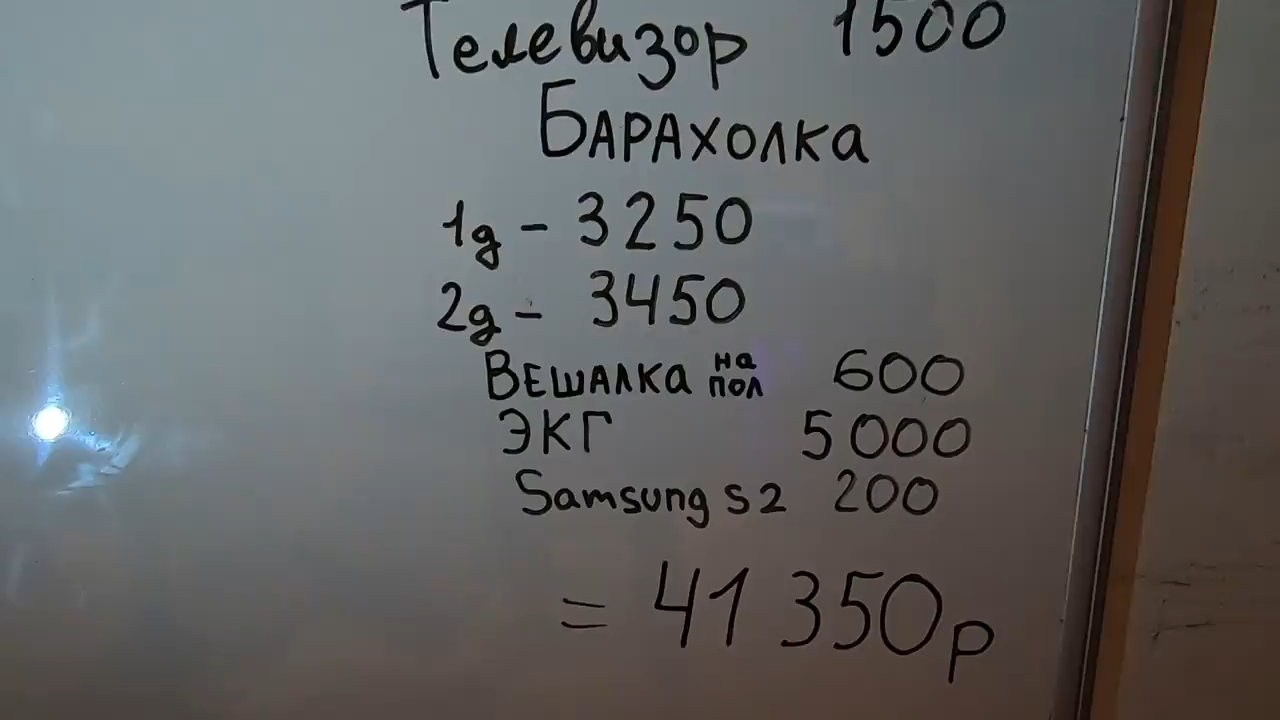 Телевизор 1500
БАРАХОЛКА
1д - 3250
2д - 3450
ВЕШАЛКА на пол 600
ЭКГ 5000
Samsung s2 200
= 41 350р